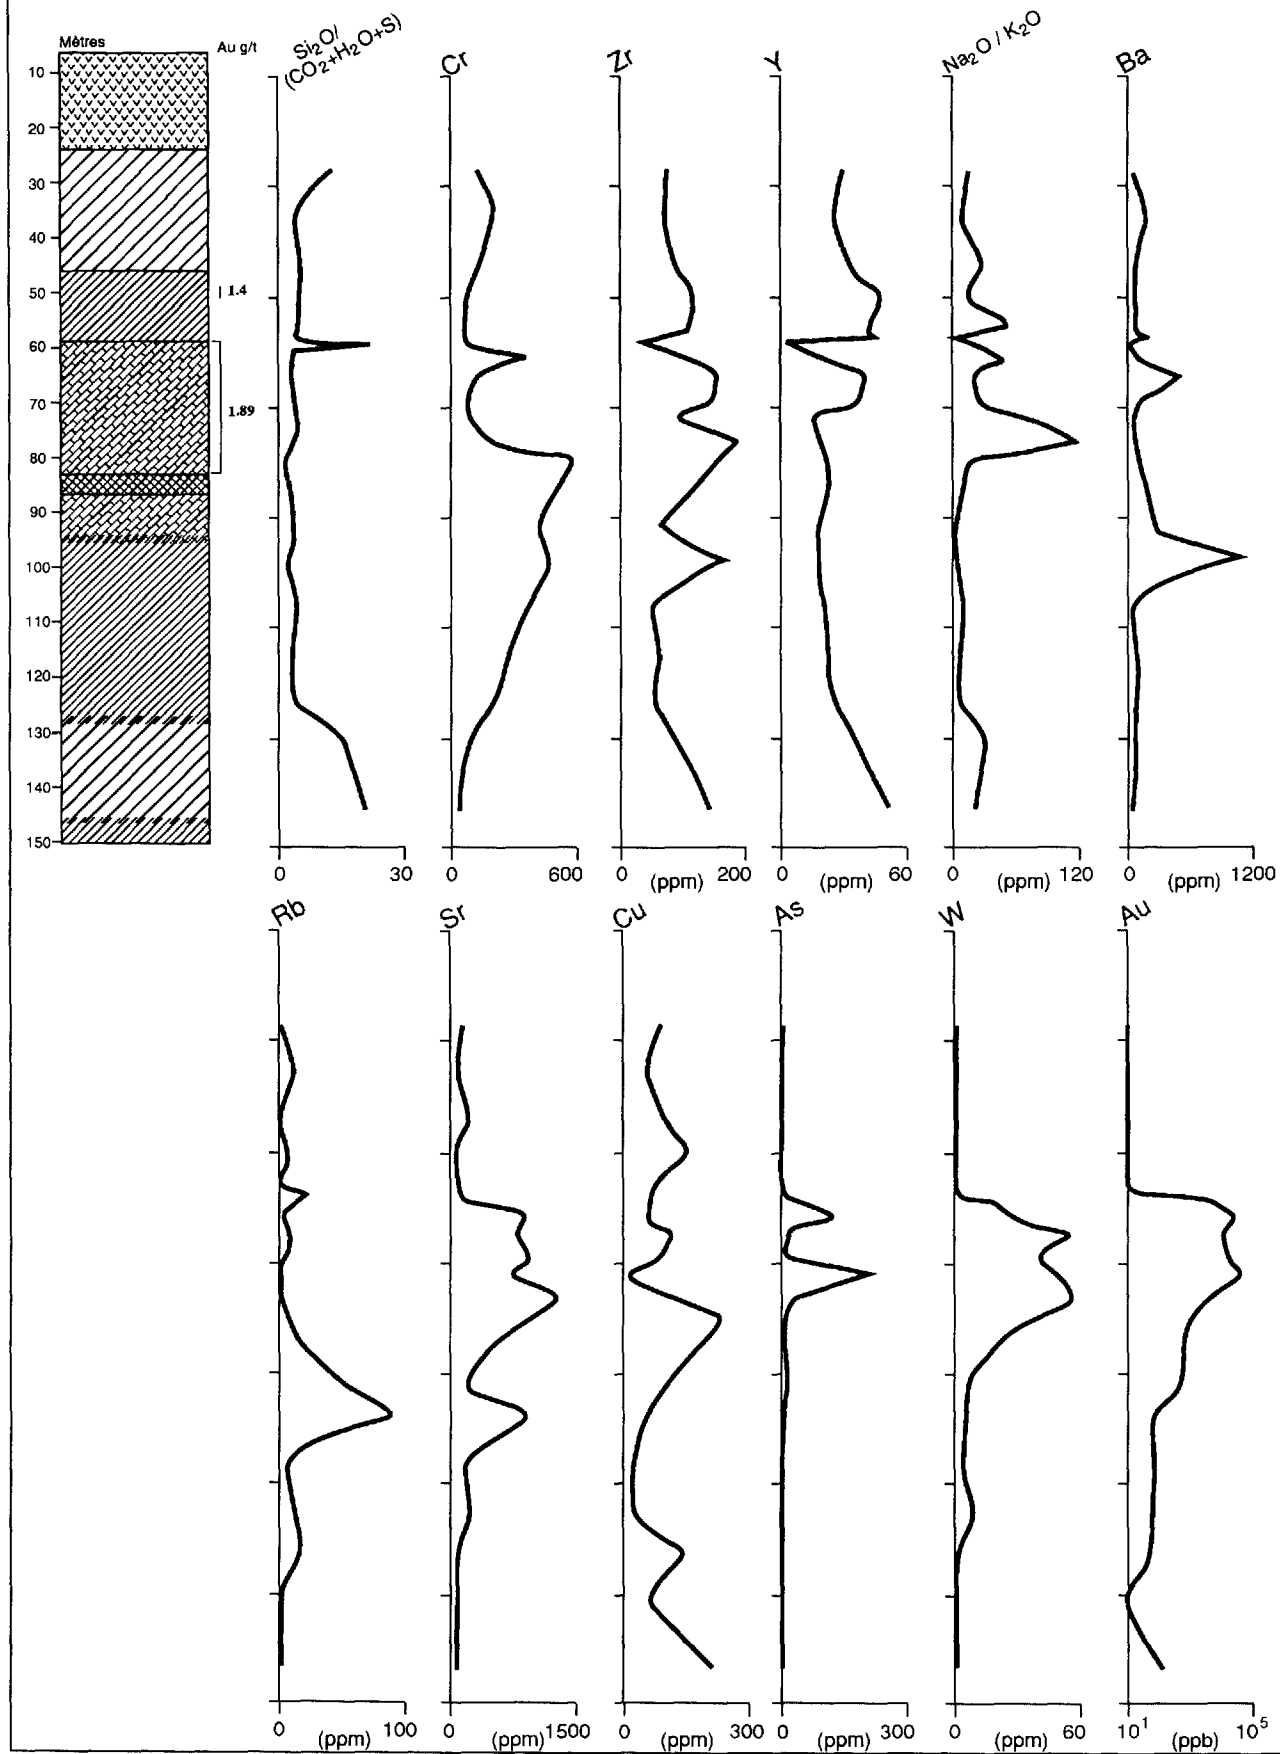 Mètres
Au g/t
Si₂O/
(CO₂+H₂O+S)
Cr
Zr
Y
Na₂O / K₂O
Ba
10
20
30
40
50
60
70
80
90
100
110
120
130
140
150
1.4
1.89
0 30
0 600
0 (ppm) 200
0 (ppm) 60
0 (ppm) 120
0 (ppm) 1200
Rb
Sr
Cu
As
W
Au
0 (ppm) 100
0 (ppm) 1500
0 (ppm) 300
0 (ppm) 300
0 (ppm) 60
10¹ (ppb) 10⁵